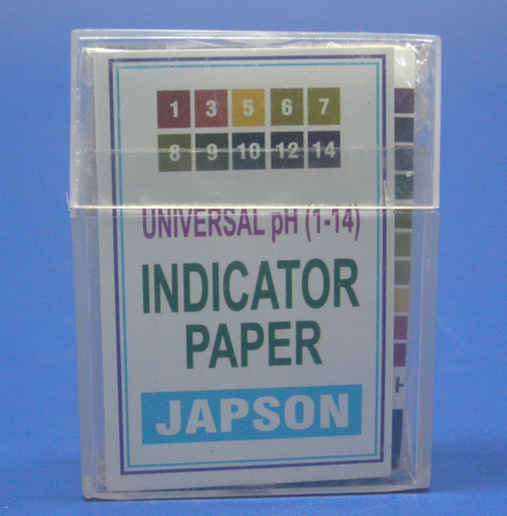 1 3 5 6 7
8 9 10 12 14
UNIVERSAL pH (1-14)
INDICATOR
PAPER
JAPSON